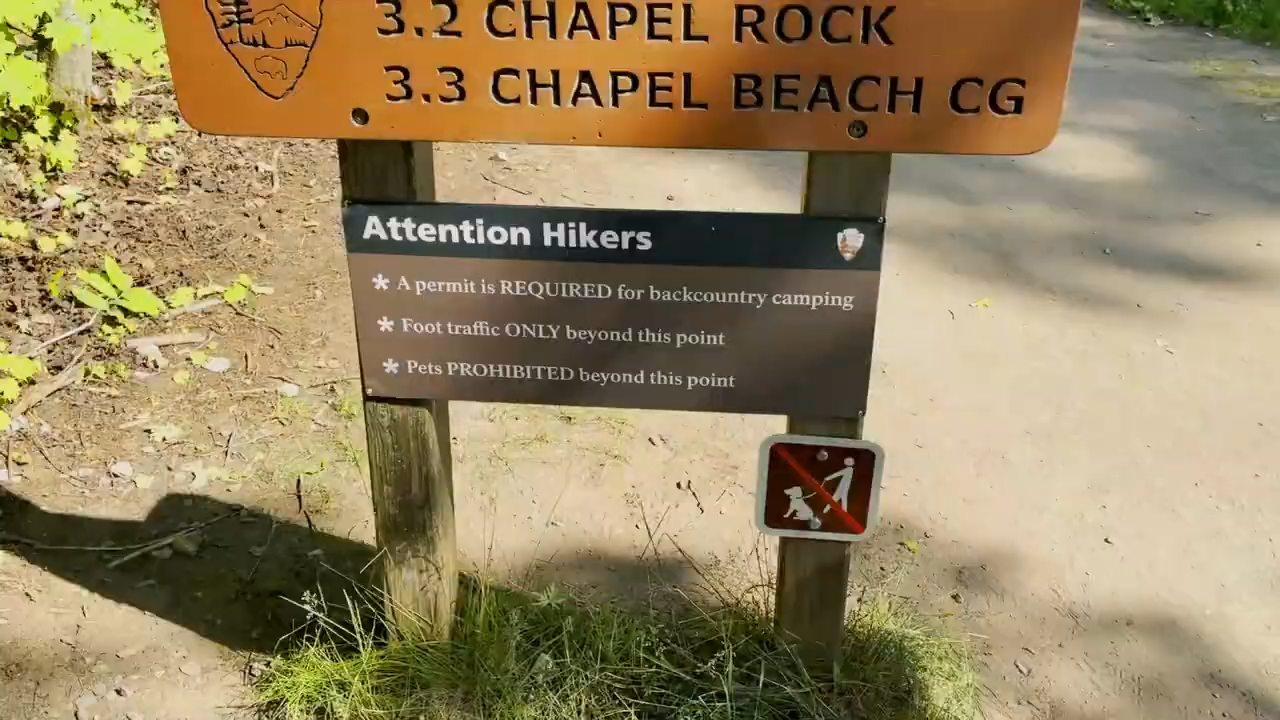 3.2 CHAPEL ROCK
3.3 CHAPEL BEACH CG
Attention Hikers
* A permit is REQUIRED for backcountry camping
* Foot traffic ONLY beyond this point
* Pets PROHIBITED beyond this point